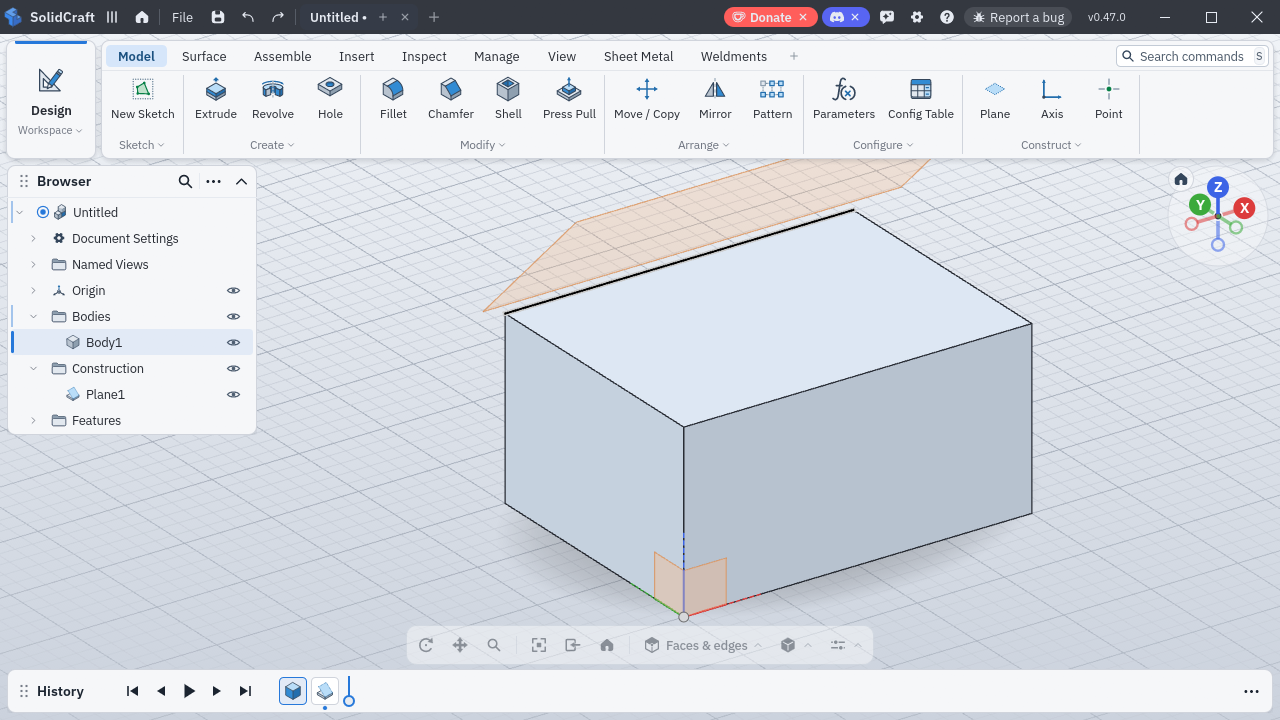 SolidCraft File Untitled • Donate Report a bug v0.47.0
Model Surface Assemble Insert Inspect Manage View Sheet Metal Weldments Search commands S
Design
Workspace
New Sketch Extrude Revolve Hole Fillet Chamfer Shell Press Pull Move / Copy Mirror Pattern Parameters Config Table Plane Axis Point
Sketch Create Modify Arrange Configure Construct
Browser
Untitled
Document Settings
Named Views
Origin
Bodies
Body1
Construction
Plane1
Features
Z
Y
X
Faces & edges
History